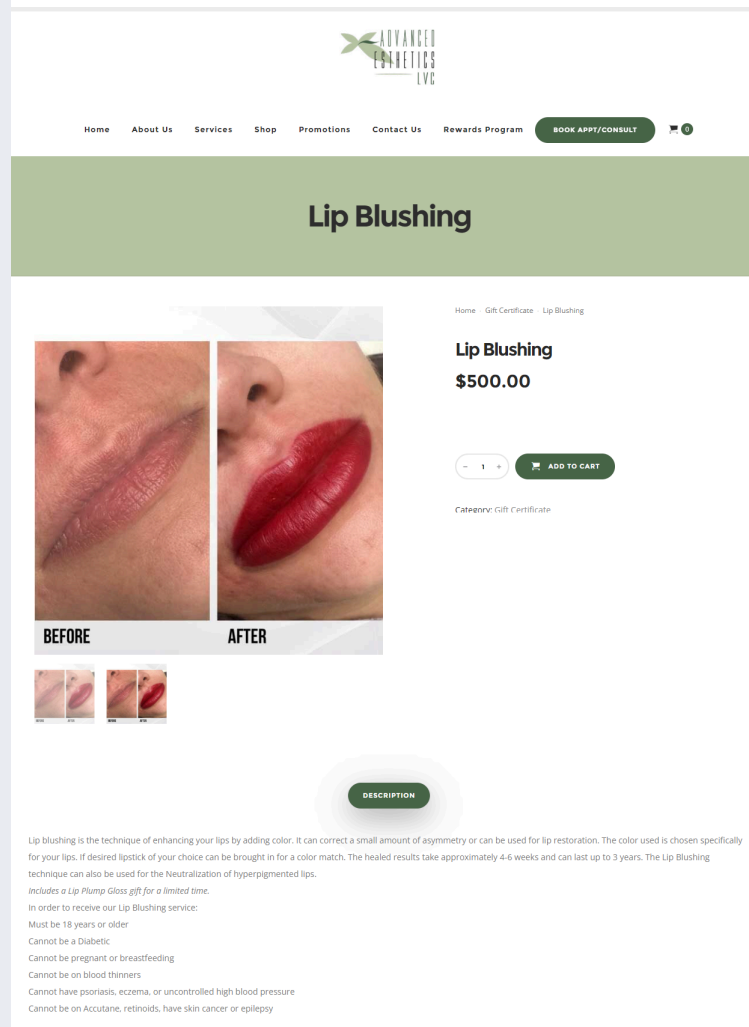 ADVANCED
ESTHETICS
LVC
Home About Us Services Shop Promotions Contact Us Rewards Program BOOK APPT/CONSULT 0
Lip Blushing
Home Gift Certificate Lip Blushing
Lip Blushing
$500.00
- 1 + ADD TO CART
Category: Gift Certificate
BEFORE AFTER
BEFORE AFTER BEFORE AFTER
DESCRIPTION
Lip blushing is the technique of enhancing your lips by adding color. It can correct a small amount of asymmetry or can be used for lip restoration. The color used is chosen specifically
for your lips. If desired lipstick of your choice can be brought in for a color match. The healed results take approximately 4-6 weeks and can last up to 3 years. The Lip Blushing
technique can also be used for the Neutralization of hyperpigmented lips.
Includes a Lip Plump Gloss gift for a limited time.
In order to receive our Lip Blushing service:
Must be 18 years or older
Cannot be a Diabetic
Cannot be pregnant or breastfeeding
Cannot be on blood thinners
Cannot have psoriasis, eczema, or uncontrolled high blood pressure
Cannot be on Accutane, retinoids, have skin cancer or epilepsy